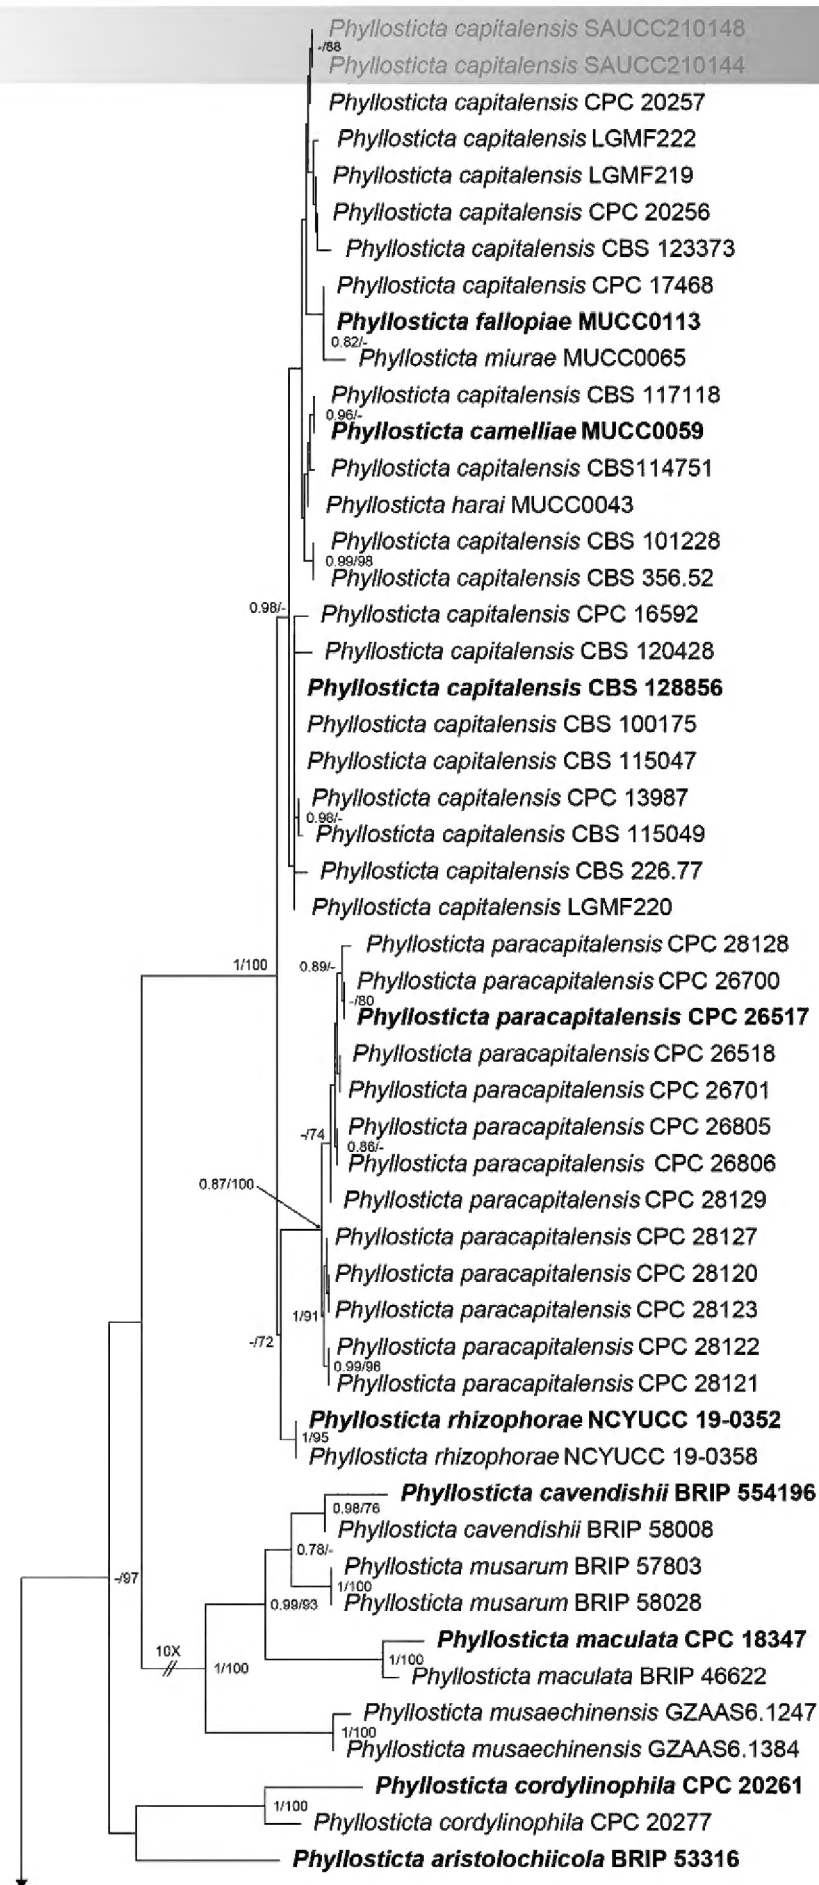 Phyllosticta capitalensis SAUCC210148
-/88
Phyllosticta capitalensis SAUCC210144
Phyllosticta capitalensis CPC 20257
Phyllosticta capitalensis LGMF222
Phyllosticta capitalensis LGMF219
Phyllosticta capitalensis CPC 20256
Phyllosticta capitalensis CBS 123373
Phyllosticta capitalensis CPC 17468
Phyllosticta fallopiae MUCC0113
0.82/-
Phyllosticta miurae MUCC0065
Phyllosticta capitalensis CBS 117118
0.96/-
Phyllosticta camelliae MUCC0059
Phyllosticta capitalensis CBS114751
Phyllosticta harai MUCC0043
Phyllosticta capitalensis CBS 101228
0.99/98
Phyllosticta capitalensis CBS 356.52
0.98/-
Phyllosticta capitalensis CPC 16592
Phyllosticta capitalensis CBS 120428
Phyllosticta capitalensis CBS 128856
Phyllosticta capitalensis CBS 100175
Phyllosticta capitalensis CBS 115047
Phyllosticta capitalensis CPC 13987
0.98/-
Phyllosticta capitalensis CBS 115049
Phyllosticta capitalensis CBS 226.77
Phyllosticta capitalensis LGMF220
Phyllosticta paracapitalensis CPC 28128
1/100
0.89/-
Phyllosticta paracapitalensis CPC 26700
-/80
Phyllosticta paracapitalensis CPC 26517
Phyllosticta paracapitalensis CPC 26518
Phyllosticta paracapitalensis CPC 26701
Phyllosticta paracapitalensis CPC 26805
-/74
0.86/-
Phyllosticta paracapitalensis CPC 26806
0.87/100
Phyllosticta paracapitalensis CPC 28129
Phyllosticta paracapitalensis CPC 28127
Phyllosticta paracapitalensis CPC 28120
Phyllosticta paracapitalensis CPC 28123
1/91
-/72
Phyllosticta paracapitalensis CPC 28122
0.99/98
Phyllosticta paracapitalensis CPC 28121
Phyllosticta rhizophorae NCYUCC 19-0352
1/95
Phyllosticta rhizophorae NCYUCC 19-0358
Phyllosticta cavendishii BRIP 554196
0.98/76
Phyllosticta cavendishii BRIP 58008
0.78/-
Phyllosticta musarum BRIP 57803
-/97
1/100
0.99/93
Phyllosticta musarum BRIP 58028
Phyllosticta maculata CPC 18347
10X
1/100
1/100
Phyllosticta maculata BRIP 46622
Phyllosticta musaechinensis GZAAS6.1247
1/100
Phyllosticta musaechinensis GZAAS6.1384
Phyllosticta cordylinophila CPC 20261
1/100
Phyllosticta cordylinophila CPC 20277
Phyllosticta aristolochiicola BRIP 53316